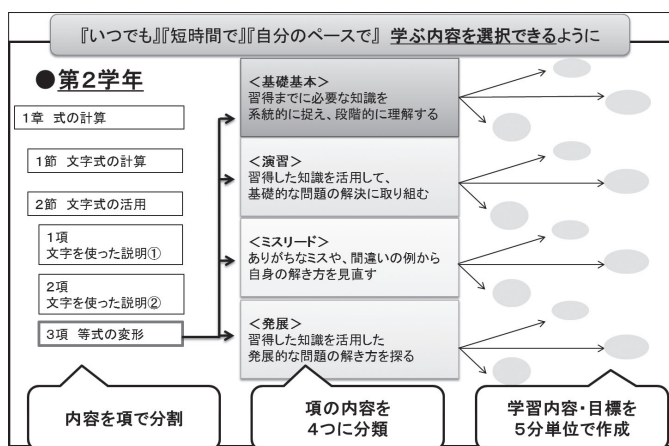 『いつでも』『短時間で』『自分のペースで』 学ぶ内容を選択できるように
●第２学年
１章 式の計算
１節 文字式の計算
２節 文字式の活用
１項
文字を使った説明①
２項
文字を使った説明②
３項 等式の変形
＜基礎基本＞
習得までに必要な知識を
系統的に捉え、段階的に理解する
＜演習＞
習得した知識を活用して、
基礎的な問題の解決に取り組む
＜ミスリード＞
ありがちなミスや、間違いの例から
自身の解き方を見直す
＜発展＞
習得した知識を活用した
発展的な問題の解き方を探る
内容を項で分割
項の内容を
４つに分類
学習内容・目標を
５分単位で作成